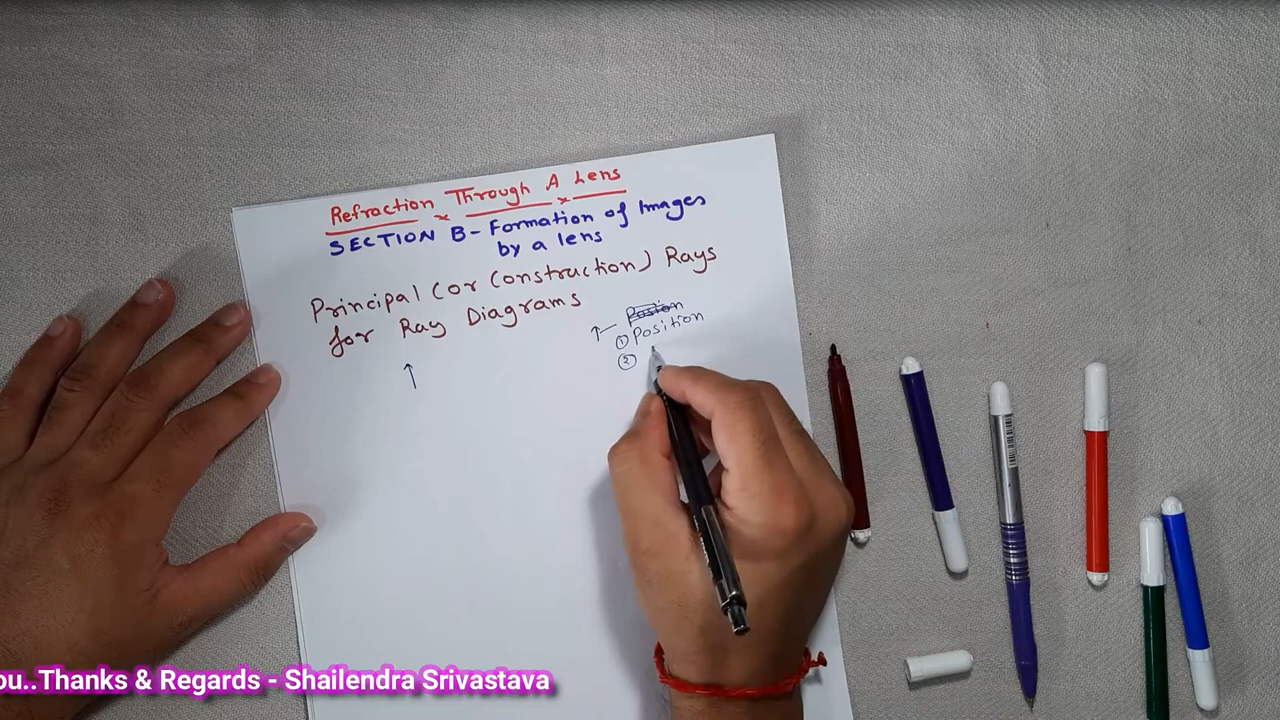 Refraction Through A Lens
SECTION B - Formation of Images
by a lens
Principal (or Construction) Rays
for Ray Diagrams
① Position
②
ou..Thanks & Regards - Shailendra Srivastava